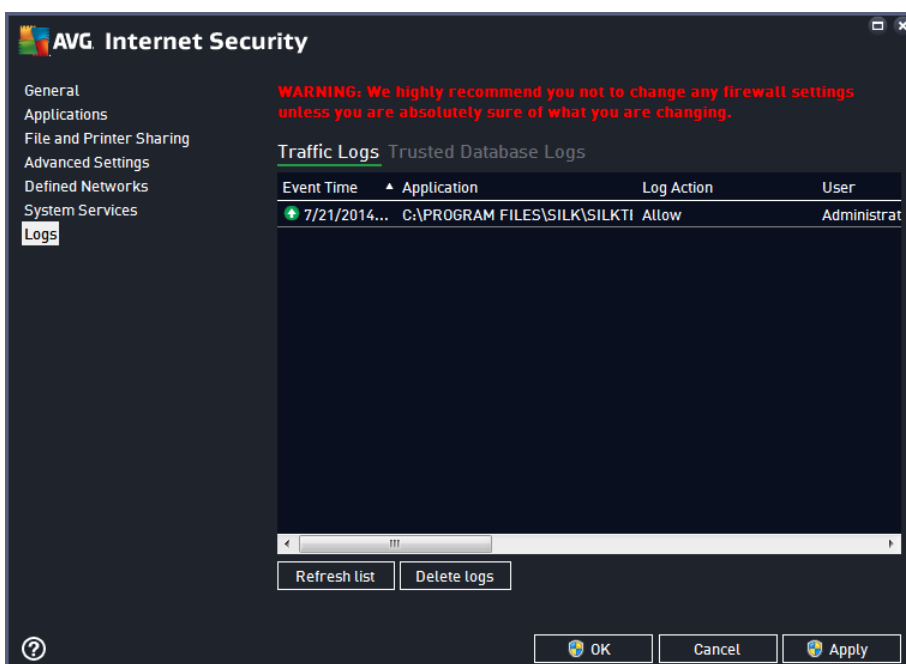 AVG Internet Security
General
Applications
File and Printer Sharing
Advanced Settings
Defined Networks
System Services
Logs
WARNING: We highly recommend you not to change any firewall settings
unless you are absolutely sure of what you are changing.
Traffic Logs Trusted Database Logs
Event Time Application Log Action User
7/21/2014... C:\PROGRAM FILES\SILK\SILKTI Allow Administrat
Refresh list Delete logs
OK Cancel Apply